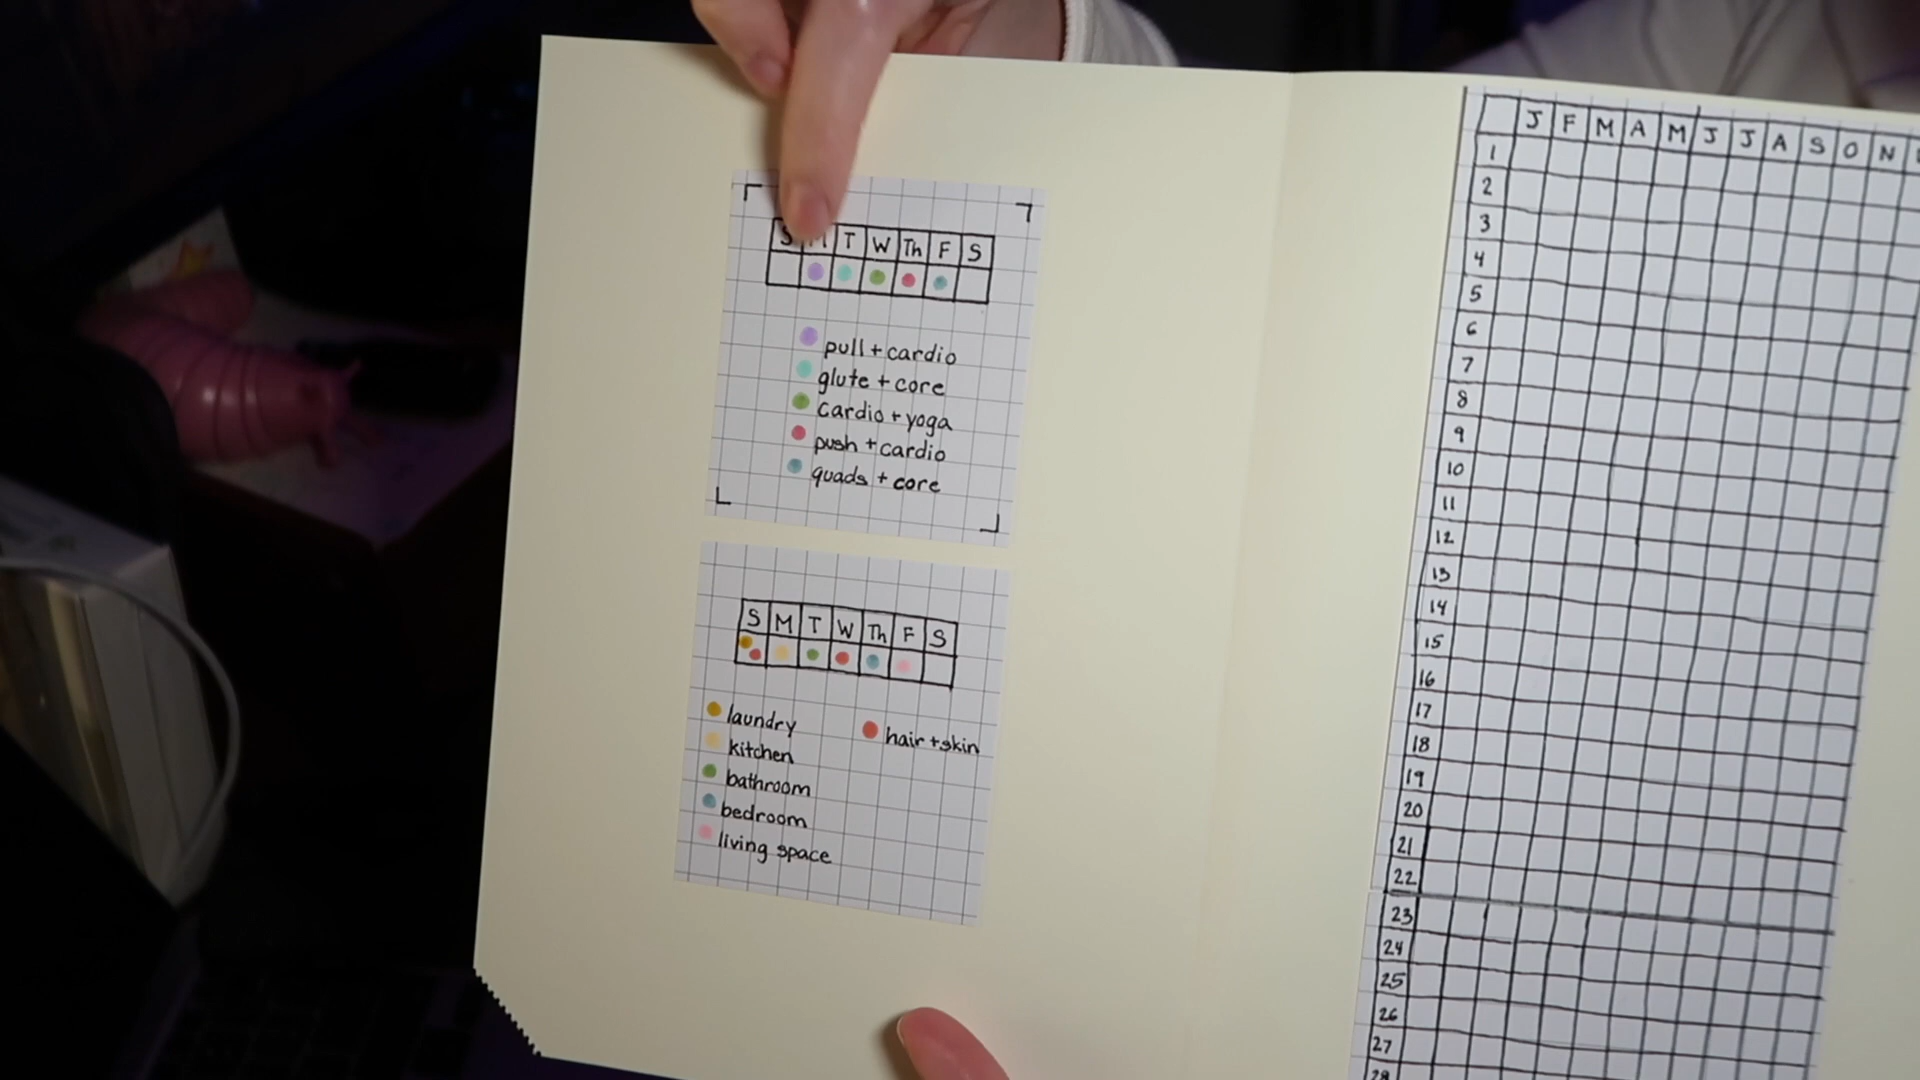 S M T W Th F S
pull + cardio
glute + core
cardio + yoga
push + cardio
quads + core
S M T W Th F S
laundry
hair + skin
kitchen
bathroom
bedroom
living space
J F M A M J J A S O N
1
2
3
4
5
6
7
8
9
10
11
12
13
14
15
16
17
18
19
20
21
22
23
24
25
26
27
28